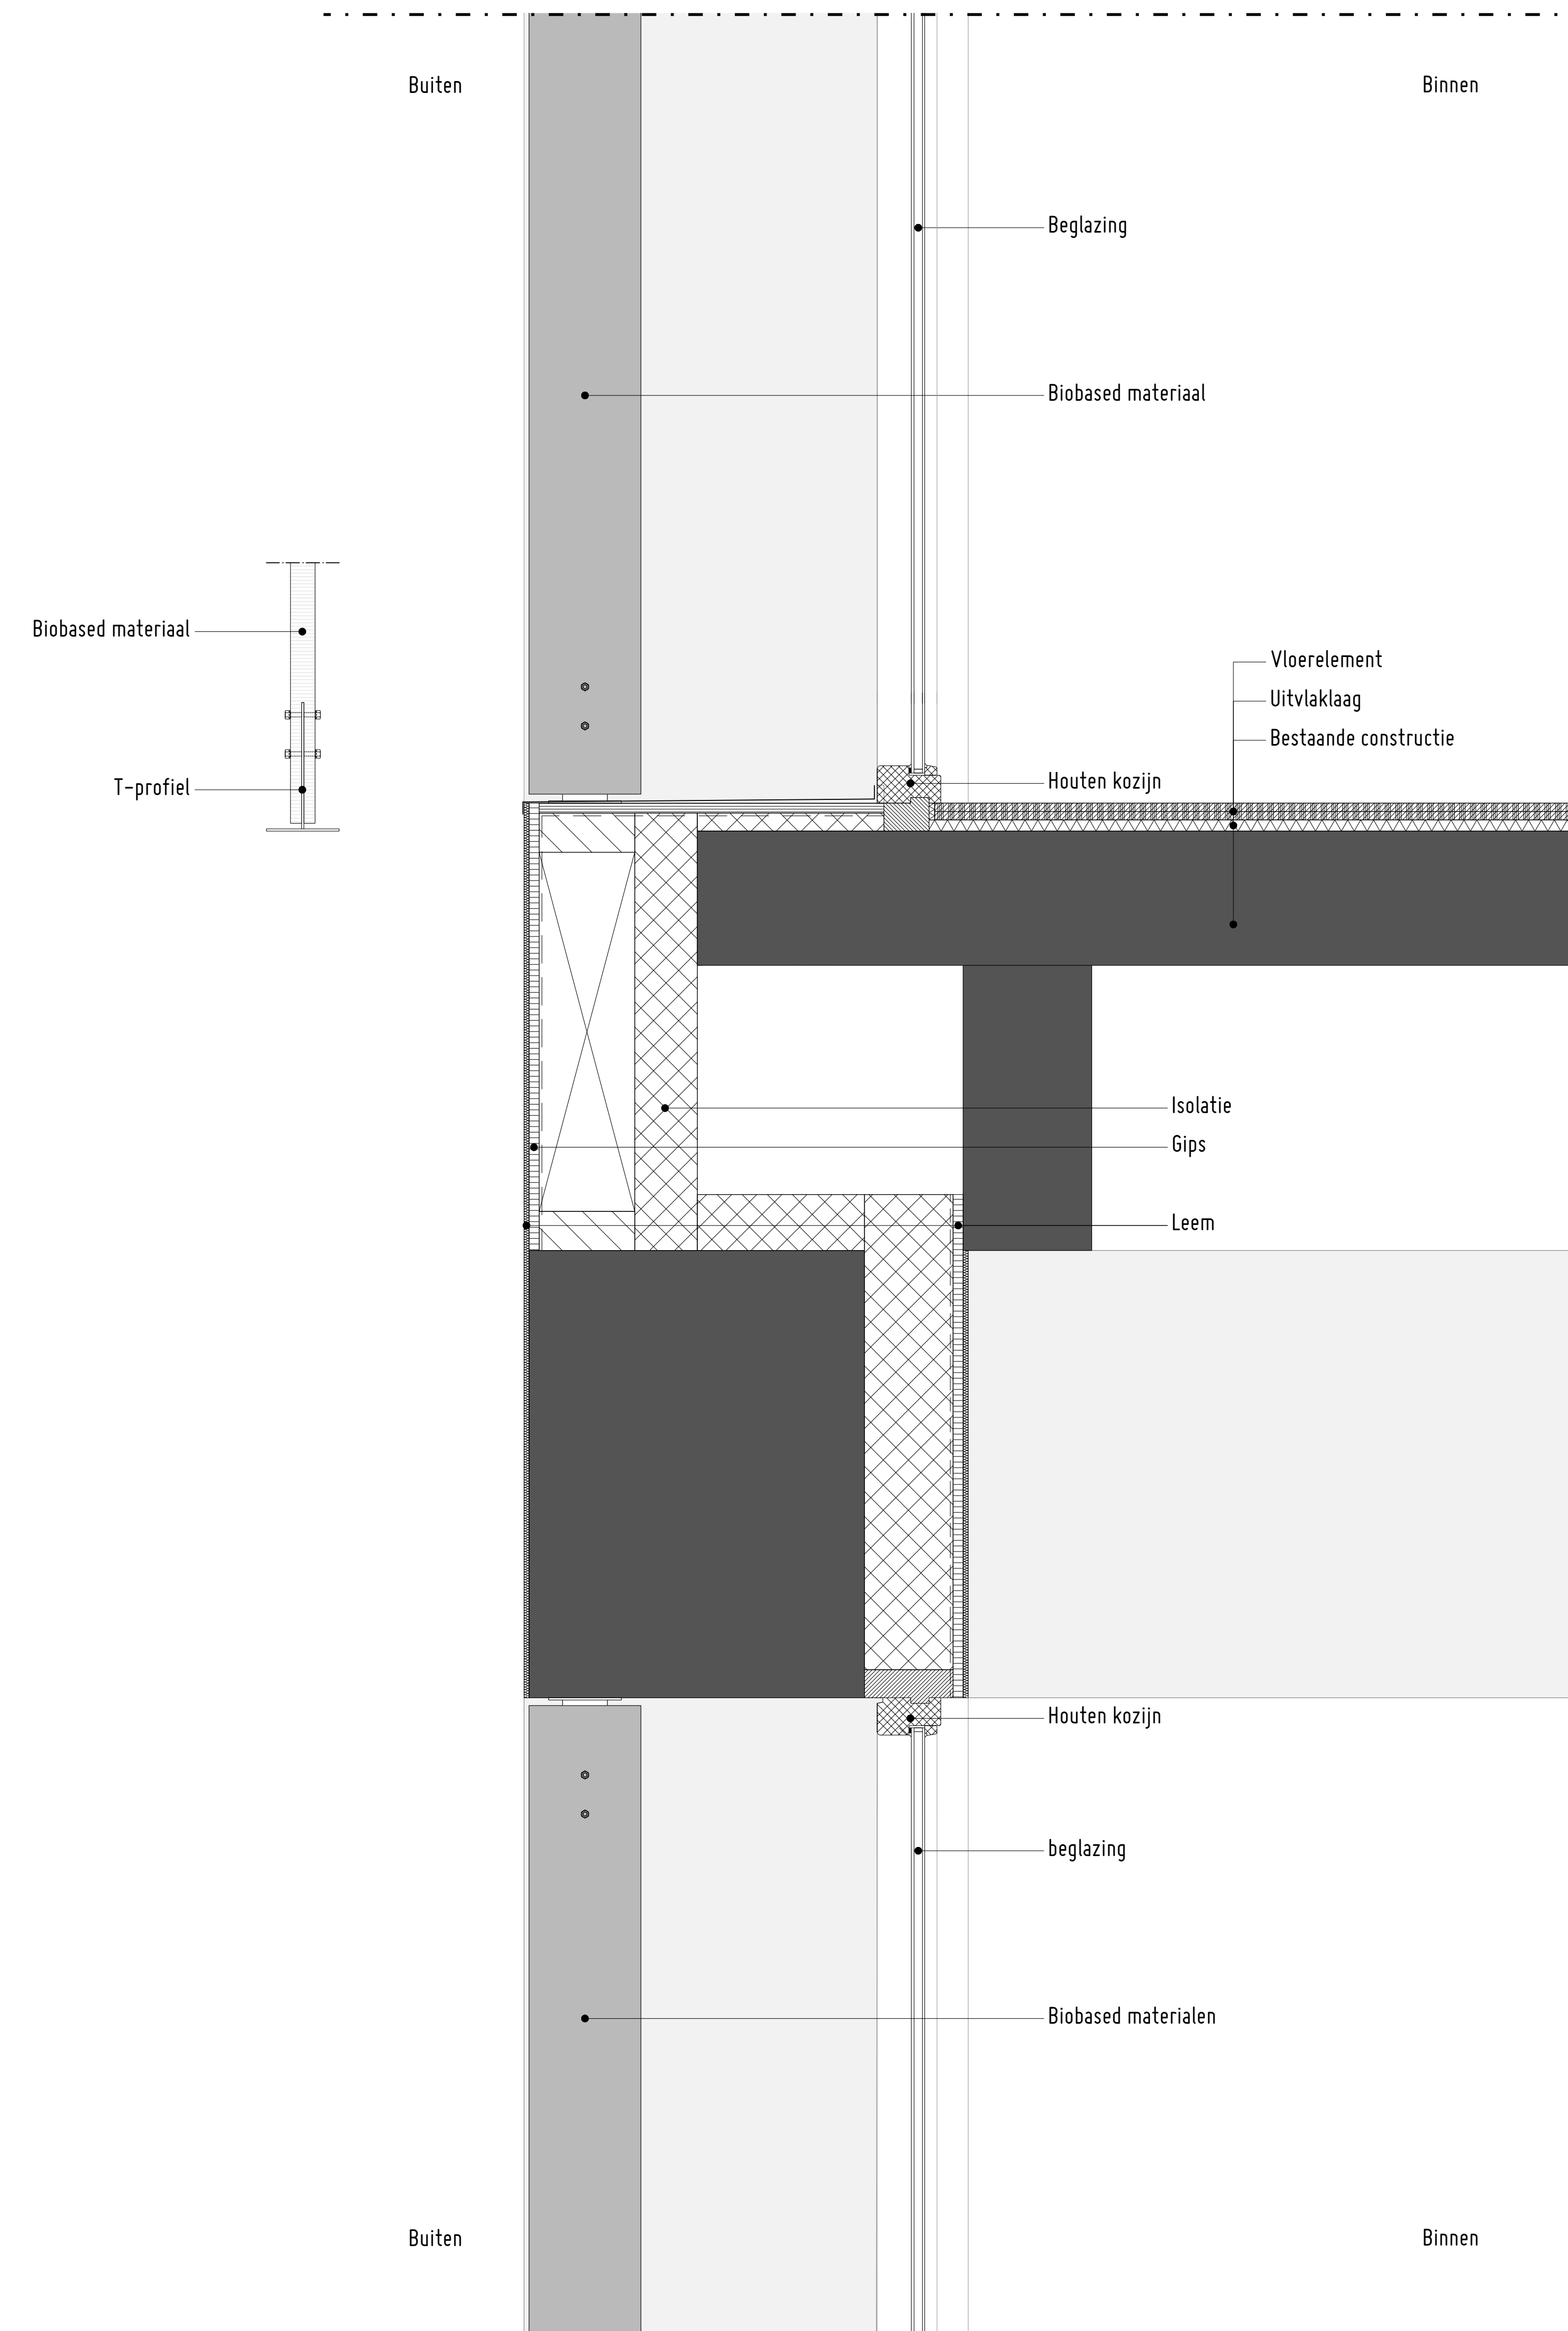 Buiten
Binnen
Beglazing
Biobased materiaal
Biobased materiaal
Vloerelement
Uitvlaklaag
Bestaande constructie
T-profiel
Houten kozijn
Isolatie
Gips
Leem
Houten kozijn
beglazing
Biobased materialen
Buiten
Binnen